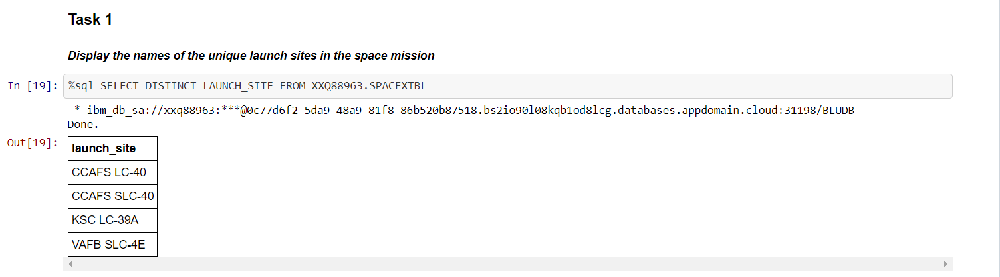 Task 1
Display the names of the unique launch sites in the space mission
In [19]: %sql SELECT DISTINCT LAUNCH_SITE FROM XXQ88963.SPACEXTBL
* ibm_db_sa://xxq88963:***@0c77d6f2-5da9-48a9-81f8-86b520b87518.bs2io90l08kqb1od8lcg.databases.appdomain.cloud:31198/BLUDB
Done.
Out[19]:
launch_site
CCAFS LC-40
CCAFS SLC-40
KSC LC-39A
VAFB SLC-4E